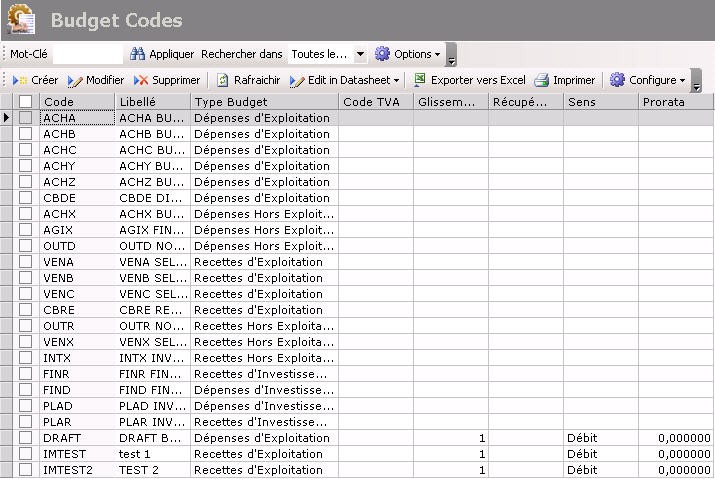 Budget Codes
Mot-Clé Appliquer Rechercher dans Toutes le... Options
Créer Modifier Supprimer Rafraichir Edit in Datasheet Exporter vers Excel Imprimer Configure
Code Libellé Type Budget Code TVA Glissem... Récupé... Sens Prorata
ACHA ACHA BU... Dépenses d'Exploitation
ACHB ACHB BU... Dépenses d'Exploitation
ACHC ACHC BU... Dépenses d'Exploitation
ACHY ACHY BU... Dépenses d'Exploitation
ACHZ ACHZ BU... Dépenses d'Exploitation
CBDE CBDE DI... Dépenses d'Exploitation
ACHX ACHX BU... Dépenses Hors Exploit...
AGIX AGIX FIN... Dépenses Hors Exploit...
OUTD OUTD NO... Dépenses Hors Exploit...
VENA VENA SEL... Recettes d'Exploitation
VENB VENB SEL... Recettes d'Exploitation
VENC VENC SEL... Recettes d'Exploitation
CBRE CBRE RE... Recettes d'Exploitation
OUTR OUTR NO... Recettes Hors Exploita...
VENX VENX SEL... Recettes Hors Exploita...
INTX INTX INV... Recettes Hors Exploita...
FINR FINR FIN... Recettes d'Investisse...
FIND FIND FIN... Dépenses d'Investisse...
PLAD PLAD INV... Dépenses d'Investisse...
PLAR PLAR INV... Recettes d'Investisse...
DRAFT DRAFT B... Dépenses d'Exploitation 1 Débit 0,000000
IMTEST test 1 Recettes d'Exploitation 1 Débit 0,000000
IMTEST2 TEST 2 Recettes d'Exploitation 1 Débit 0,000000